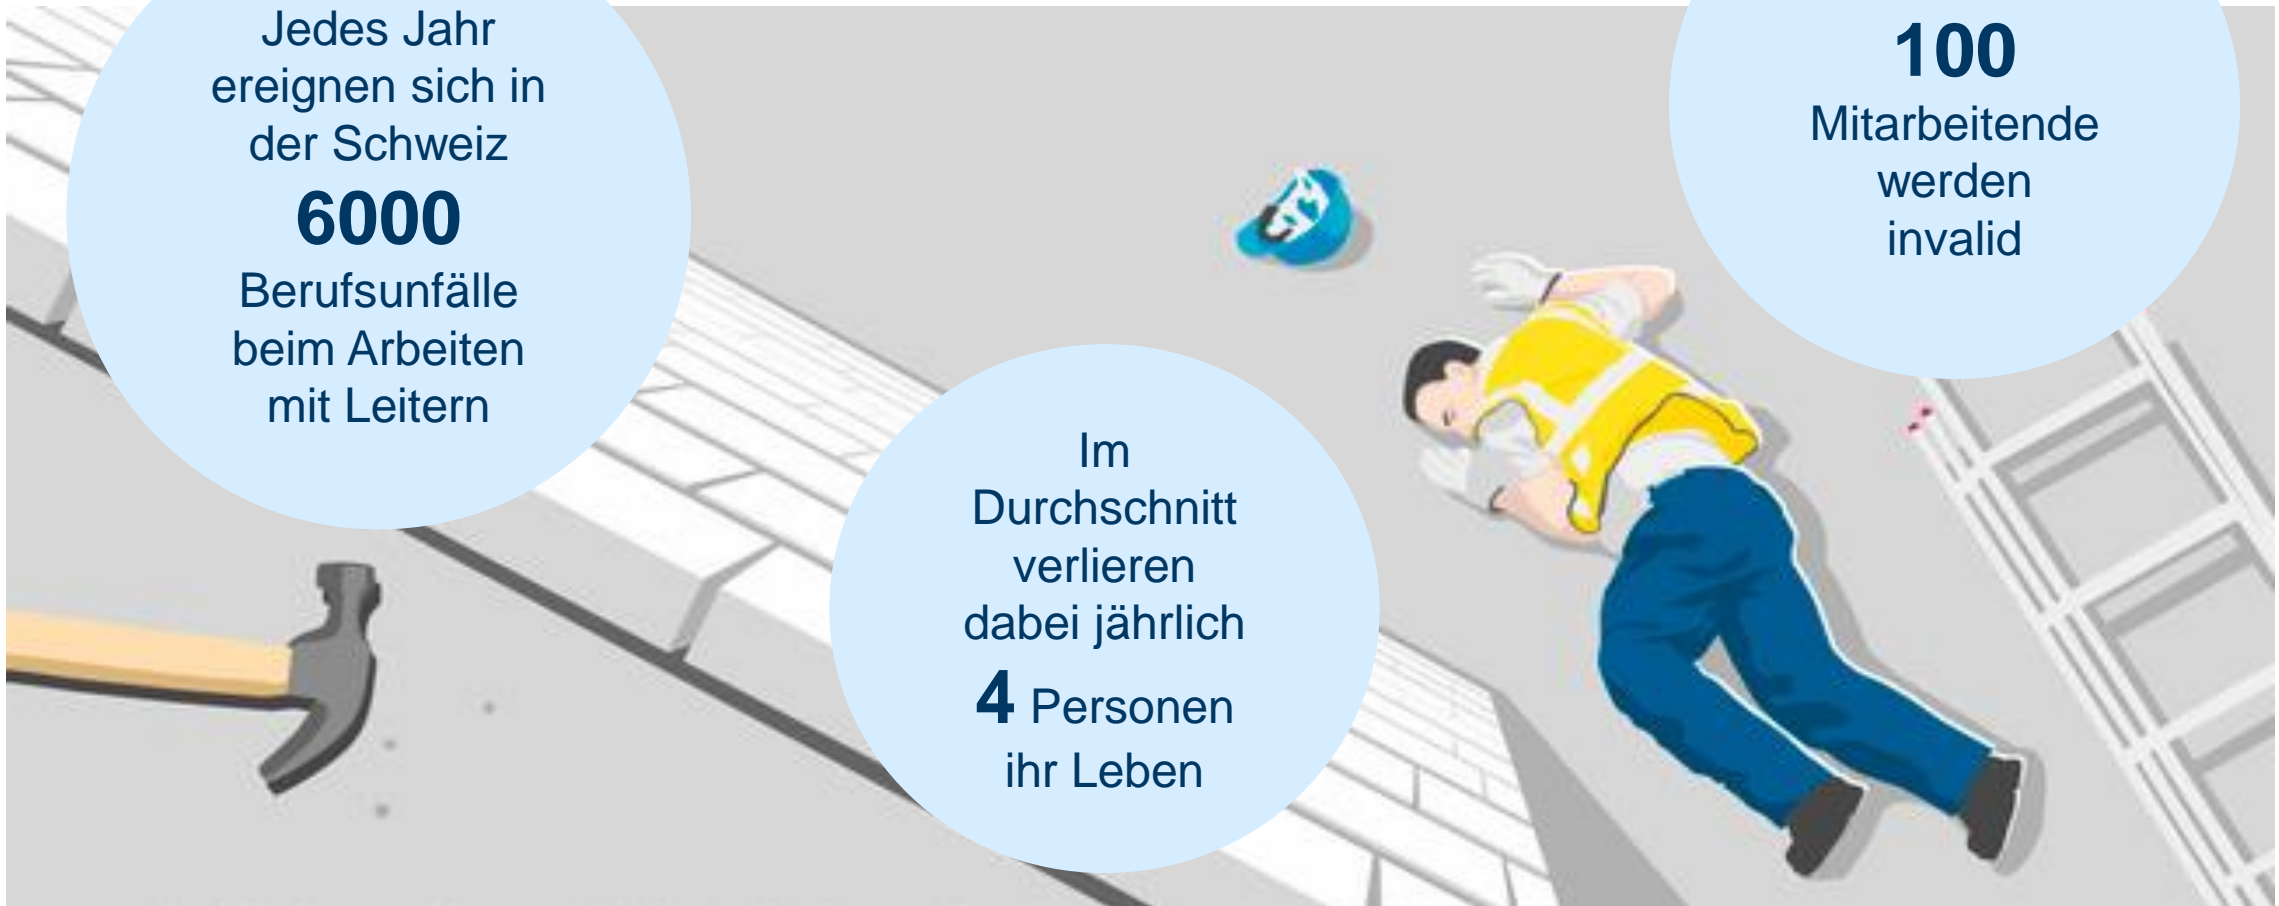 Jedes Jahr
ereignen sich in
der Schweiz
6000
Berufsunfälle
beim Arbeiten
mit Leitern
Im
Durchschnitt
verlieren
dabei jährlich
4 Personen
ihr Leben
100
Mitarbeitende
werden
invalid